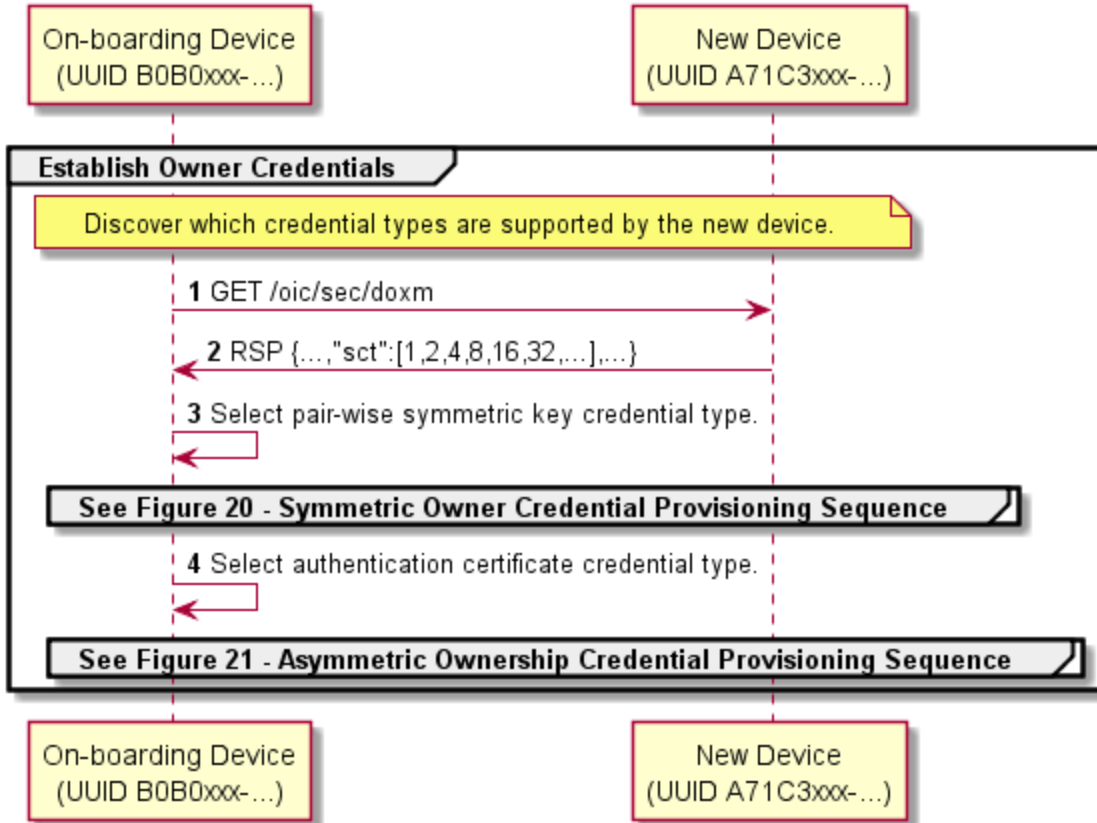 On-boarding Device
(UUID B0B0xxx-...)
New Device
(UUID A71C3xxx-...)
Establish Owner Credentials
Discover which credential types are supported by the new device.
1 GET /oic/sec/doxm
2 RSP {...,"sct":[1,2,4,8,16,32,...],...}
3 Select pair-wise symmetric key credential type.
See Figure 20 - Symmetric Owner Credential Provisioning Sequence
4 Select authentication certificate credential type.
See Figure 21 - Asymmetric Ownership Credential Provisioning Sequence
On-boarding Device
(UUID B0B0xxx-...)
New Device
(UUID A71C3xxx-...)